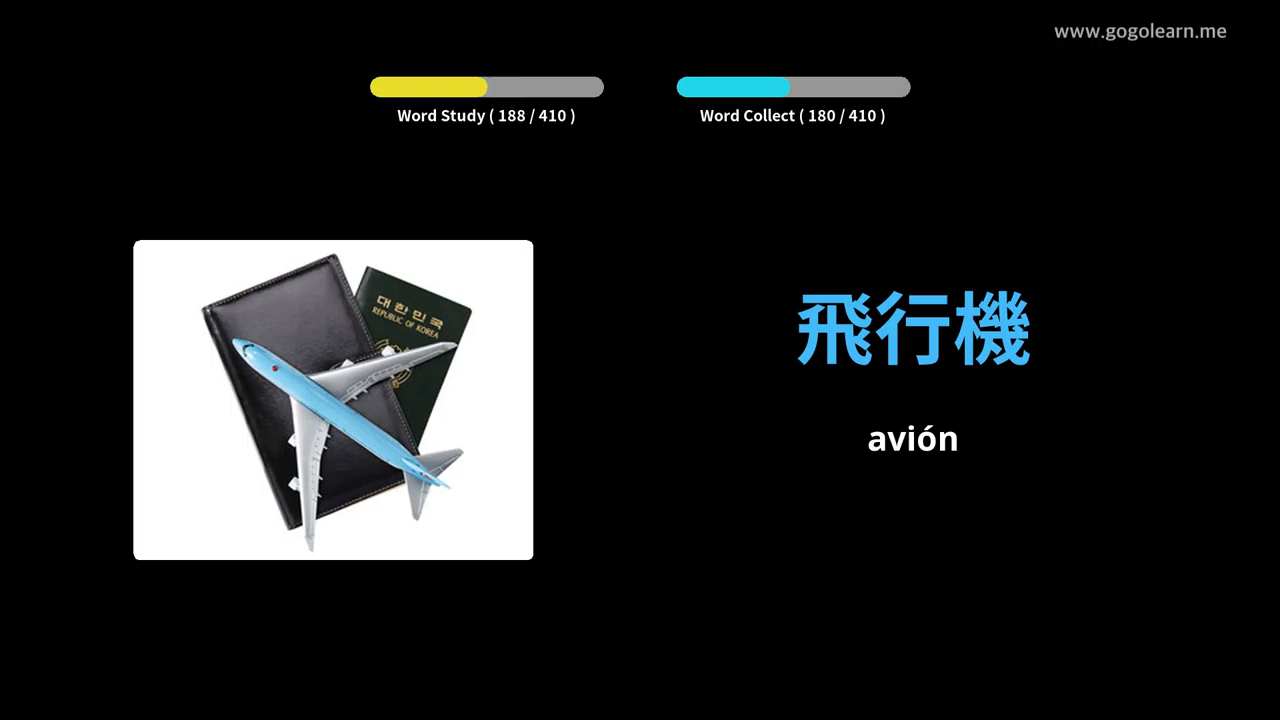 www.gogolearn.me
Word Study ( 188 / 410 )
Word Collect ( 180 / 410 )
대한민국
REPUBLIC OF KOREA
飛行機
avión